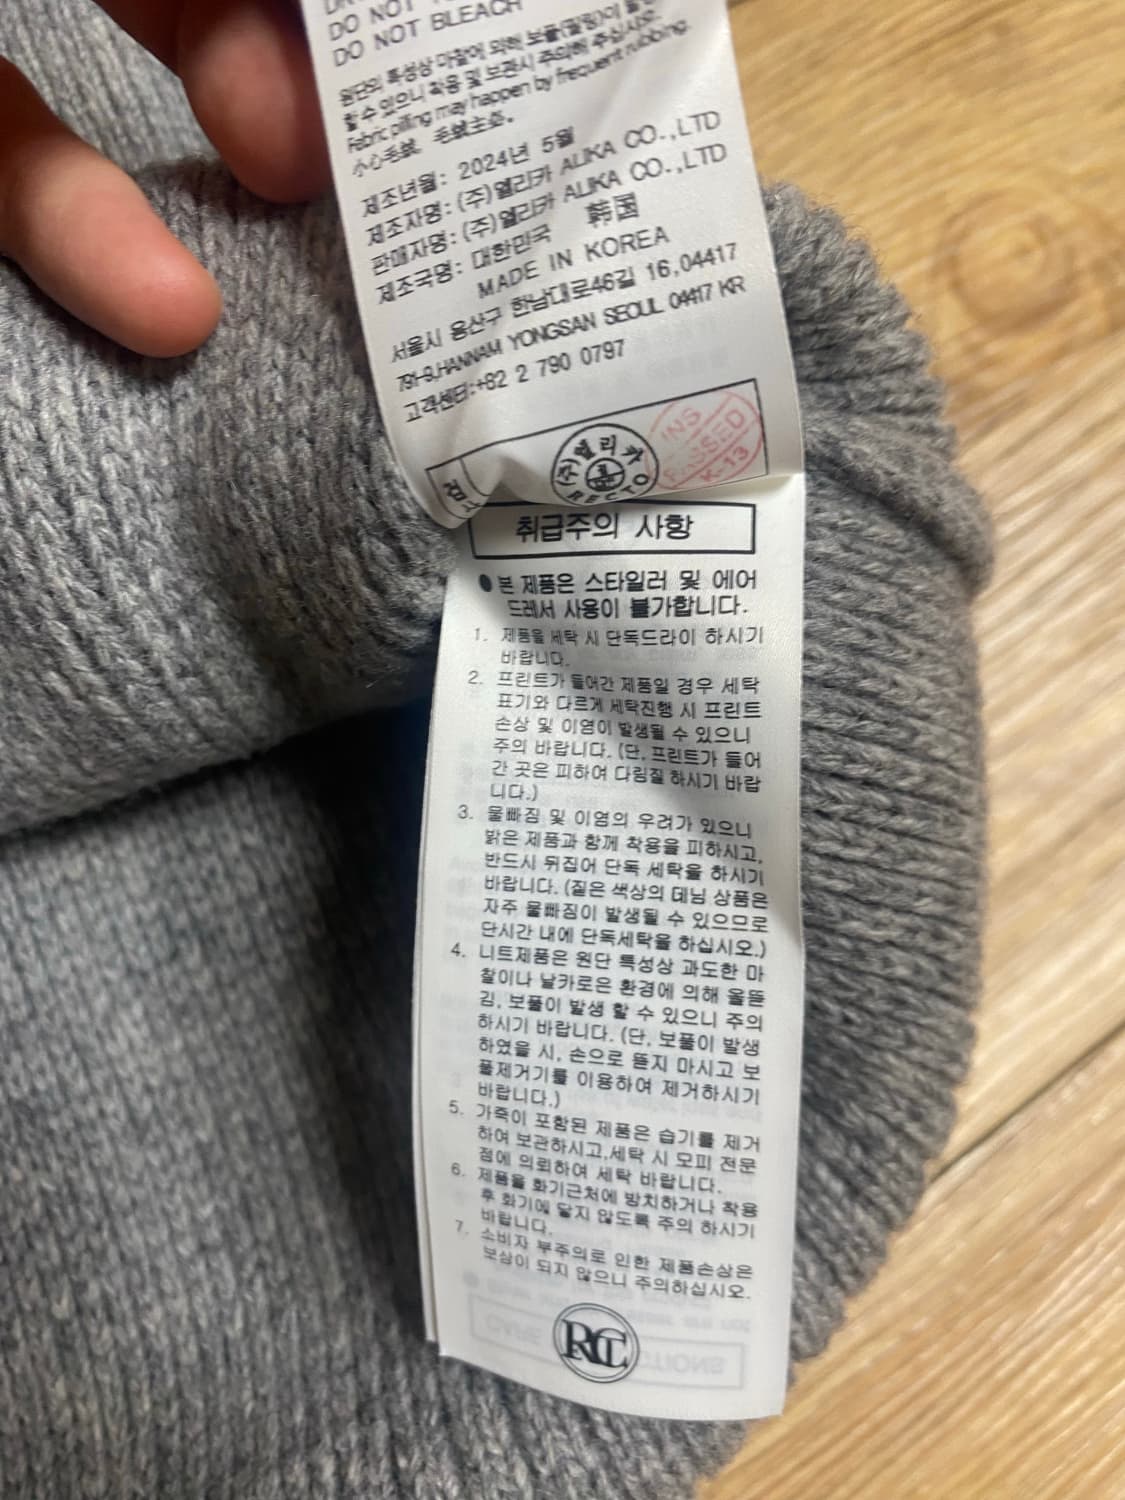 DO NOT
DO NOT BLEACH
원단의 특성상 마찰에 의해 보풀(필링)이
할 수 있으니 착용 및 보관시 주의해 주십시오.
Fabric pilling may happen by frequent rubbing.
小心毛毬，毛毬主意。
제조년월: 2024년 5월
제조자명: (주)앨리카 ALIKA CO.,LTD
판매자명: (주)앨리카 ALIKA CO.,LTD
제조국명: 대한민국 韩国
MADE IN KOREA
서울시 용산구 한남대로46길 16,04417
791-9,HANNAM YONGSAN SEOUL 04417 KR
고객센터:+82 2 790 0797
(주)앨리카
RECTO
INS
PASSED
K-13
취급주의 사항
● 본 제품은 스타일러 및 에어
드레서 사용이 불가합니다.
1. 제품을 세탁 시 단독드라이 하시기
바랍니다.
2. 프린트가 들어간 제품일 경우 세탁
표기와 다르게 세탁진행 시 프린트
손상 및 이염이 발생될 수 있으니
주의 바랍니다. (단, 프린트가 들어
간 곳은 피하여 다림질 하시기 바랍
니다.)
3. 물빠짐 및 이염의 우려가 있으니
밝은 제품과 함께 착용을 피하시고,
반드시 뒤집어 단독 세탁을 하시기
바랍니다. (짙은 색상의 데님 상품은
자주 물빠짐이 발생될 수 있으므로
단시간 내에 단독세탁을 하십시오.)
4. 니트제품은 원단 특성상 과도한 마
찰이나 날카로은 환경에 의해 올뜯
김, 보풀이 발생 할 수 있으니 주의
하시기 바랍니다. (단, 보풀이 발생
하였을 시, 손으로 뜯지 마시고 보
풀제거기를 이용하여 제거하시기
바랍니다.)
5. 가죽이 포함된 제품은 습기를 제거
하여 보관하시고,세탁 시 모피 전문
점에 의뢰하여 세탁 바랍니다.
6. 제품을 화기근처에 방치하거나 착용
후 화기에 닿지 않도록 주의 하시기
바랍니다.
7. 소비자 부주의로 인한 제품손상은
보상이 되지 않으니 주의하십시오.